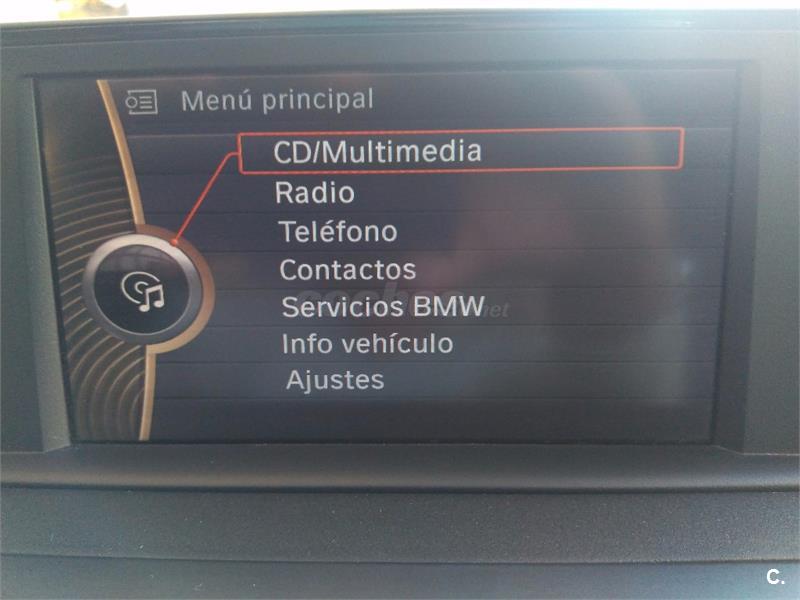 Menú principal
CD/Multimedia
Radio
Teléfono
Contactos
Servicios BMW
Info vehículo
Ajustes
C.